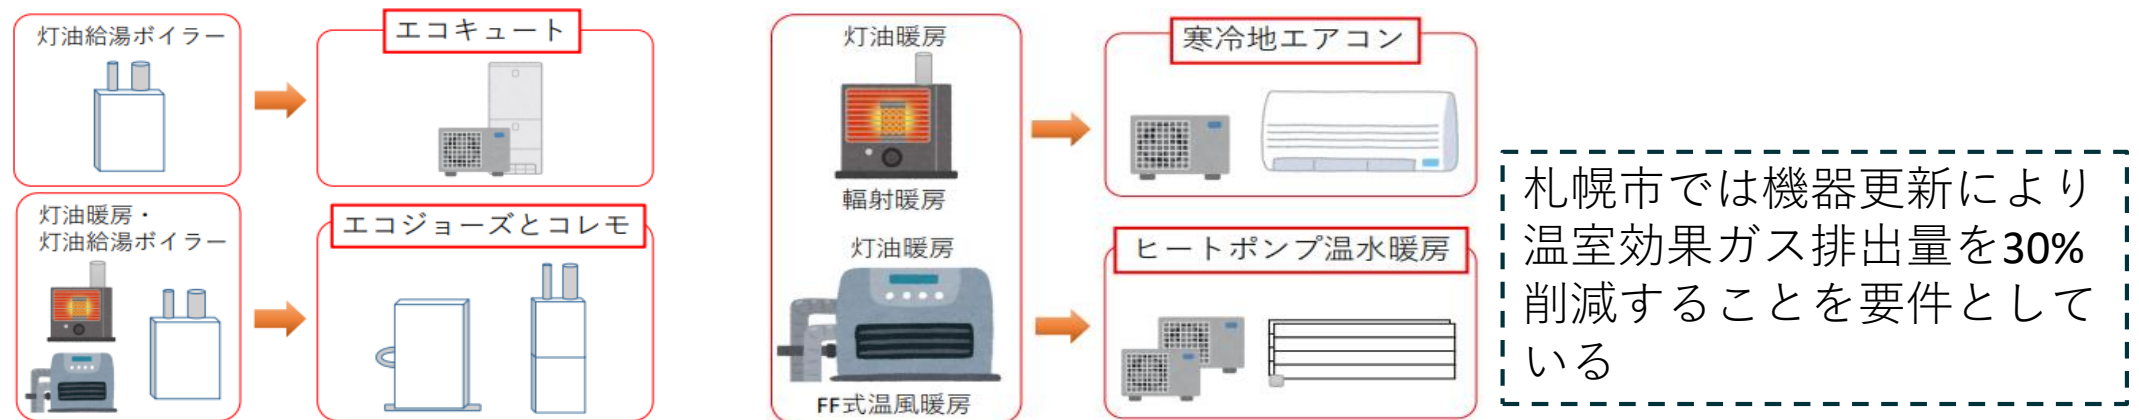 灯油給湯ボイラー
エコキュート
灯油暖房・
灯油給湯ボイラー
エコジョーズとコレモ
灯油暖房
輻射暖房
灯油暖房
FF式温風暖房
寒冷地エアコン
ヒートポンプ温水暖房
札幌市では機器更新により
温室効果ガス排出量を30%
削減することを要件として
いる